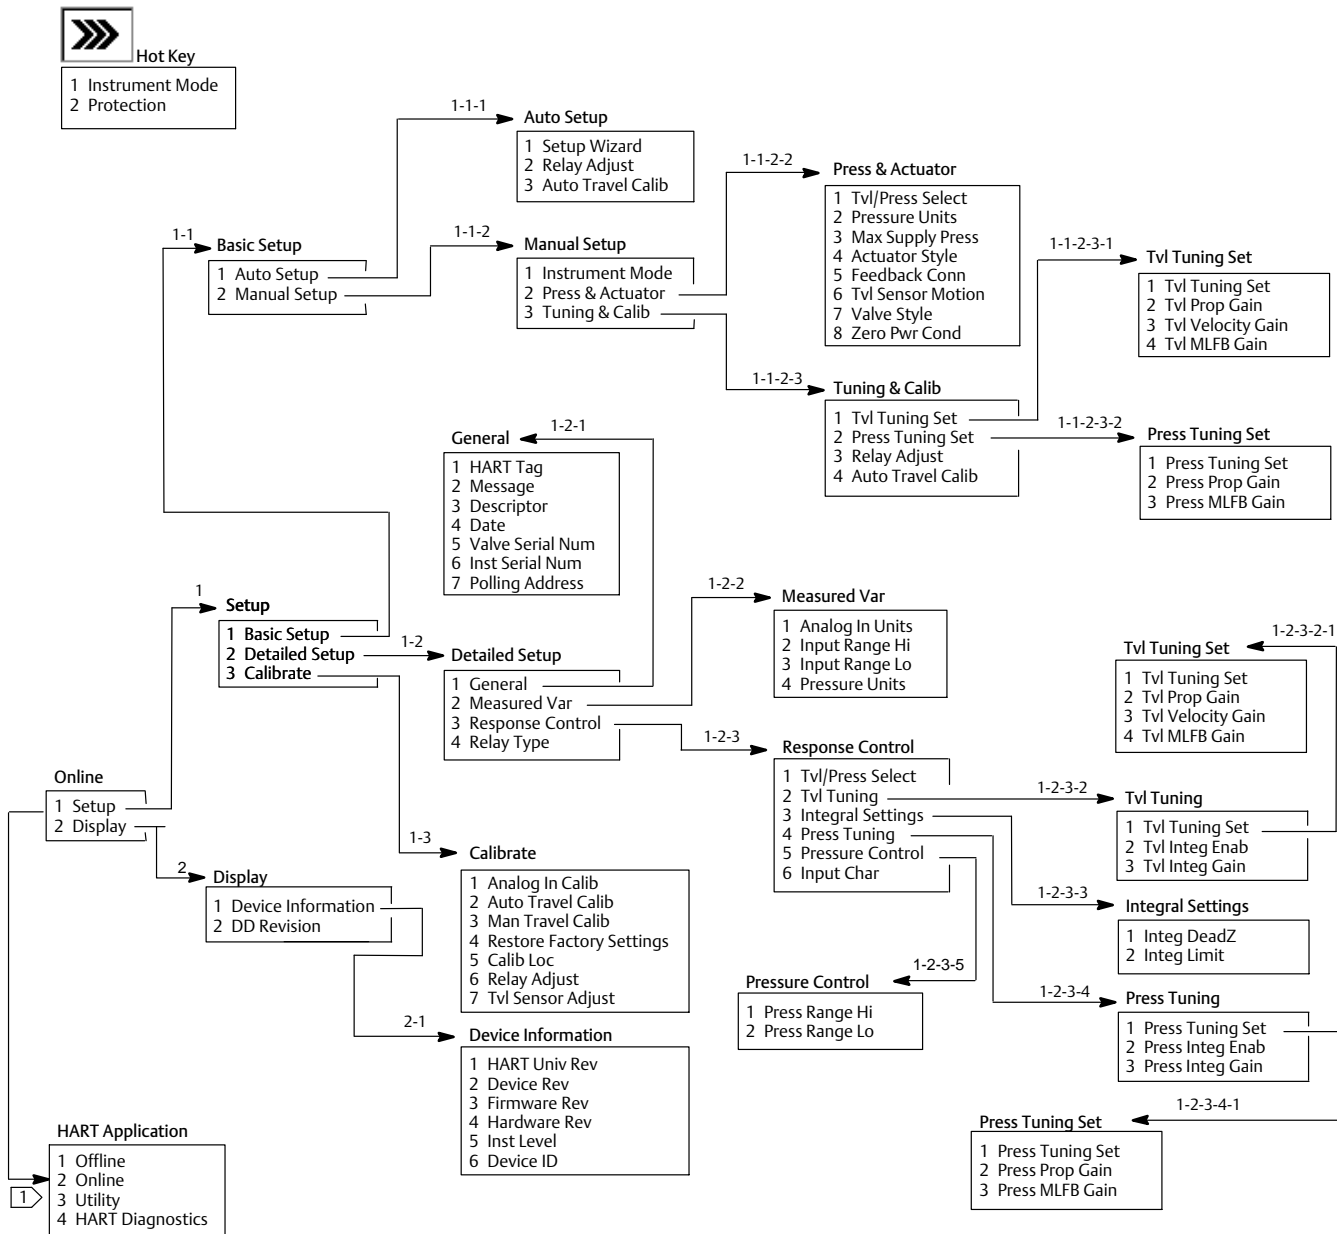 Hot Key
1 Instrument Mode
2 Protection
1-1-1
Auto Setup
1 Setup Wizard
2 Relay Adjust
3 Auto Travel Calib
1-1-2-2
Press & Actuator
1 Tvl/Press Select
2 Pressure Units
3 Max Supply Press
4 Actuator Style
5 Feedback Conn
6 Tvl Sensor Motion
7 Valve Style
8 Zero Pwr Cond
1-1
Basic Setup
1 Auto Setup
2 Manual Setup
1-1-2
Manual Setup
1 Instrument Mode
2 Press & Actuator
3 Tuning & Calib
1-1-2-3-1
Tvl Tuning Set
1 Tvl Tuning Set
2 Tvl Prop Gain
3 Tvl Velocity Gain
4 Tvl MLFB Gain
1-1-2-3
Tuning & Calib
1 Tvl Tuning Set
2 Press Tuning Set
3 Relay Adjust
4 Auto Travel Calib
1-1-2-3-2
Press Tuning Set
1 Press Tuning Set
2 Press Prop Gain
3 Press MLFB Gain
1-2-1
General
1 HART Tag
2 Message
3 Descriptor
4 Date
5 Valve Serial Num
6 Inst Serial Num
7 Polling Address
1
Setup
1 Basic Setup
2 Detailed Setup
3 Calibrate
1-2
Detailed Setup
1 General
2 Measured Var
3 Response Control
4 Relay Type
1-2-2
Measured Var
1 Analog In Units
2 Input Range Hi
3 Input Range Lo
4 Pressure Units
1-2-3-2-1
Tvl Tuning Set
1 Tvl Tuning Set
2 Tvl Prop Gain
3 Tvl Velocity Gain
4 Tvl MLFB Gain
1-2-3
Response Control
1 Tvl/Press Select
2 Tvl Tuning
3 Integral Settings
4 Press Tuning
5 Pressure Control
6 Input Char
1-2-3-2
Tvl Tuning
1 Tvl Tuning Set
2 Tvl Integ Enab
3 Tvl Integ Gain
Online
1 Setup
2 Display
2
Display
1 Device Information
2 DD Revision
1-3
Calibrate
1 Analog In Calib
2 Auto Travel Calib
3 Man Travel Calib
4 Restore Factory Settings
5 Calib Loc
6 Relay Adjust
7 Tvl Sensor Adjust
1-2-3-3
Integral Settings
1 Integ DeadZ
2 Integ Limit
1-2-3-5
Pressure Control
1 Press Range Hi
2 Press Range Lo
1-2-3-4
Press Tuning
1 Press Tuning Set
2 Press Integ Enab
3 Press Integ Gain
2-1
Device Information
1 HART Univ Rev
2 Device Rev
3 Firmware Rev
4 Hardware Rev
5 Inst Level
6 Device ID
1-2-3-4-1
Press Tuning Set
1 Press Tuning Set
2 Press Prop Gain
3 Press MLFB Gain
HART Application
1 Offline
2 Online
3 Utility
4 HART Diagnostics
1